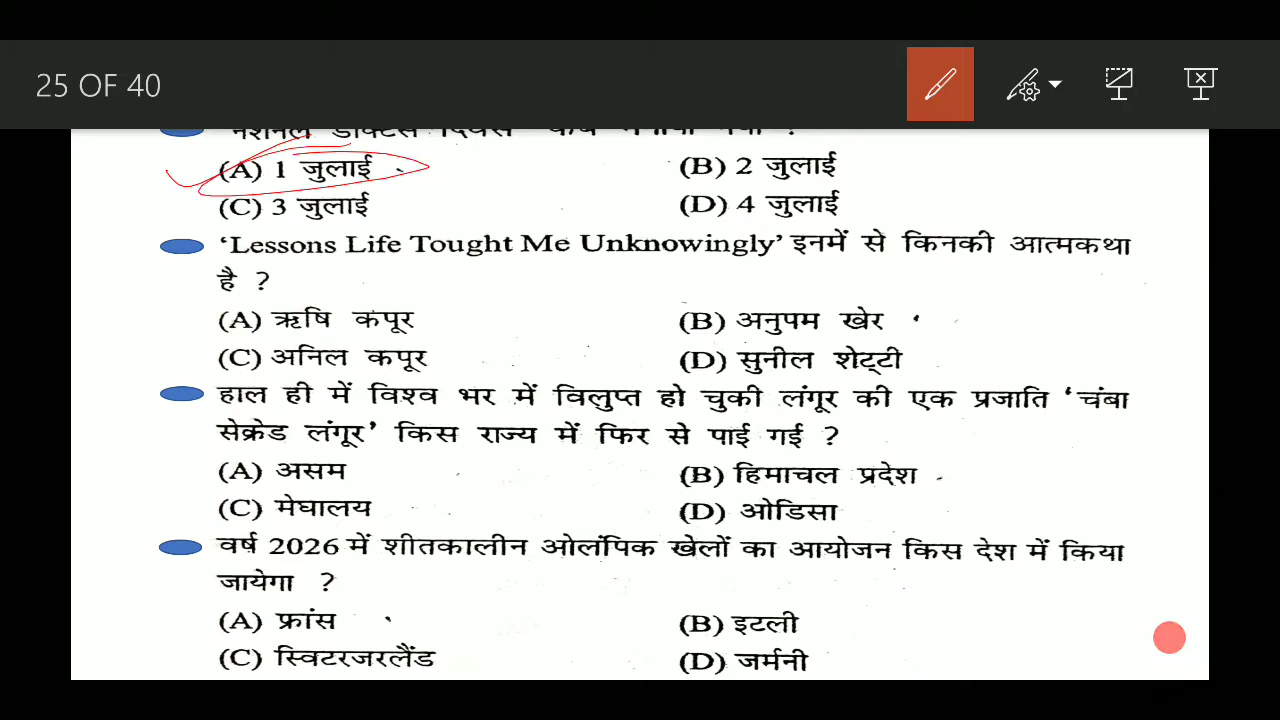 25 OF 40
(A) 1 जुलाई (B) 2 जुलाई
(C) 3 जुलाई (D) 4 जुलाई
'Lessons Life Tought Me Unknowingly' इनमें से किनकी आत्मकथा
है ?
(A) ऋषि कपूर (B) अनुपम खेर
(C) अनिल कपूर (D) सुनील शेट्टी
हाल ही में विश्व भर में विलुप्त हो चुकी लंगूर की एक प्रजाति 'चंबा
सेक्रेड लंगूर' किस राज्य में फिर से पाई गई ?
(A) असम (B) हिमाचल प्रदेश
(C) मेघालय (D) ओडिसा
वर्ष 2026 में शीतकालीन ओलंपिक खेलों का आयोजन किस देश में किया
जायेगा ?
(A) फ्रांस (B) इटली
(C) स्विटरजरलैंड (D) जर्मनी